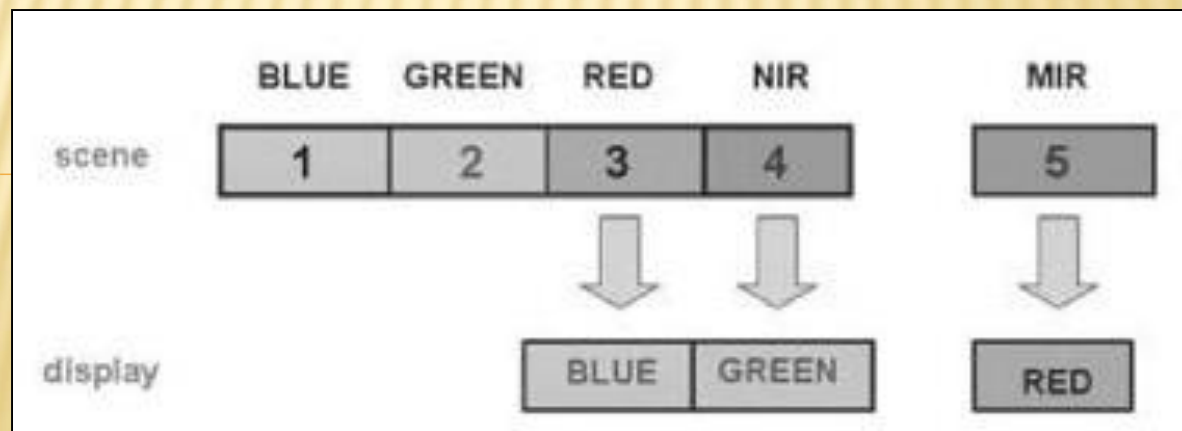 BLUE GREEN RED NIR MIR
scene 1 2 3 4 5
display BLUE GREEN RED